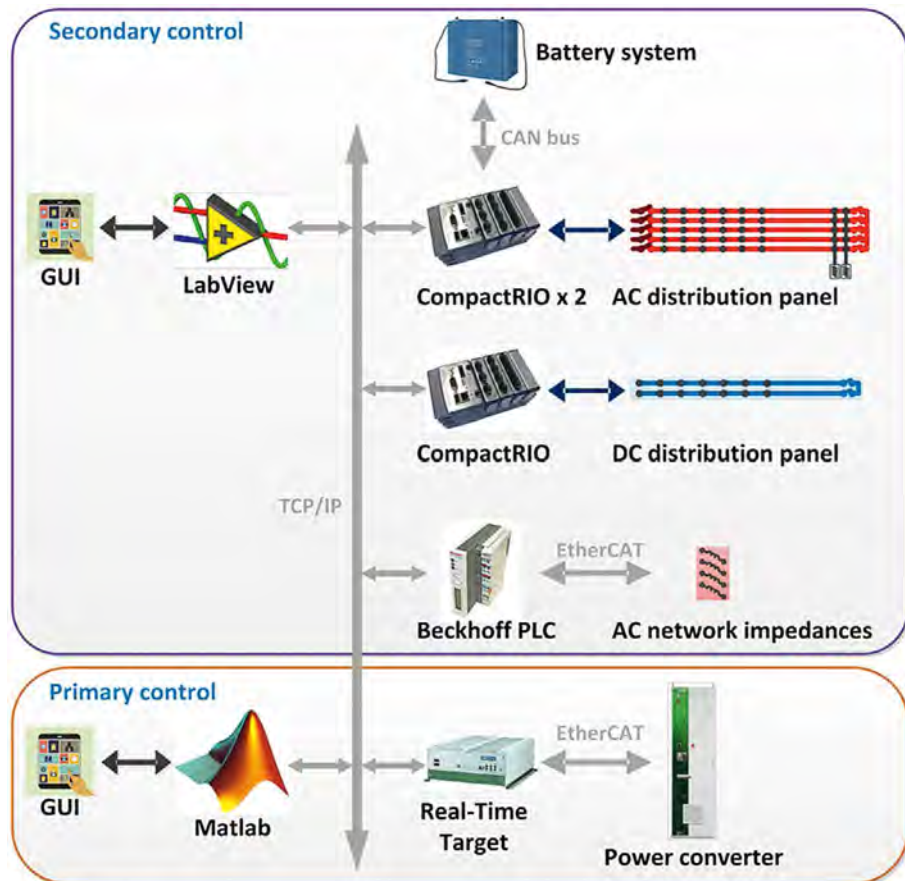 Secondary control
Battery system
CAN bus
GUI
LabView
CompactRIO x 2
AC distribution panel
CompactRIO
DC distribution panel
TCP/IP
EtherCAT
Beckhoff PLC
AC network impedances
Primary control
EtherCAT
GUI
Matlab
Real-Time
Target
Power converter